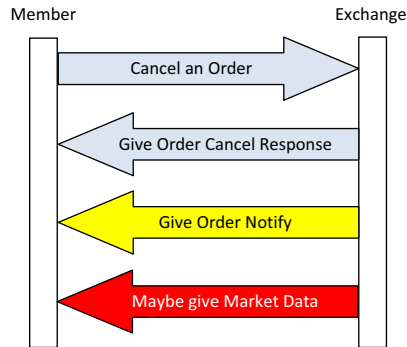 Member
Exchange
Cancel an Order
Give Order Cancel Response
Give Order Notify
Maybe give Market Data